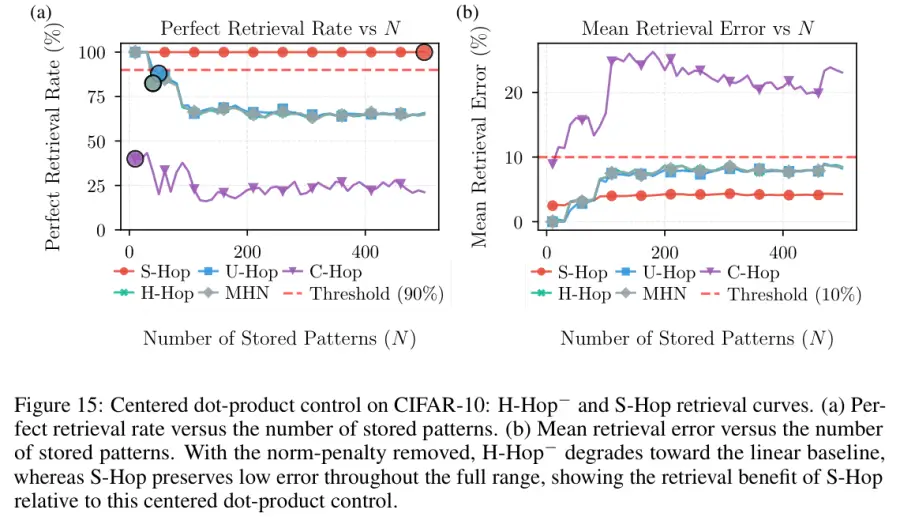 (a)
Perfect Retrieval Rate vs N
Perfect Retrieval Rate (%)
100
75
50
25
0
0
200
400
S-Hop
U-Hop
C-Hop
H-Hop
MHN
Threshold (90%)
Number of Stored Patterns (N)
(b)
Mean Retrieval Error vs N
Mean Retrieval Error (%)
20
10
0
0
200
400
S-Hop
U-Hop
C-Hop
H-Hop
MHN
Threshold (10%)
Number of Stored Patterns (N)
Figure 15: Centered dot-product control on CIFAR-10: H-Hop⁻ and S-Hop retrieval curves. (a) Per-
fect retrieval rate versus the number of stored patterns. (b) Mean retrieval error versus the number
of stored patterns. With the norm-penalty removed, H-Hop⁻ degrades toward the linear baseline,
whereas S-Hop preserves low error throughout the full range, showing the retrieval benefit of S-Hop
relative to this centered dot-product control.